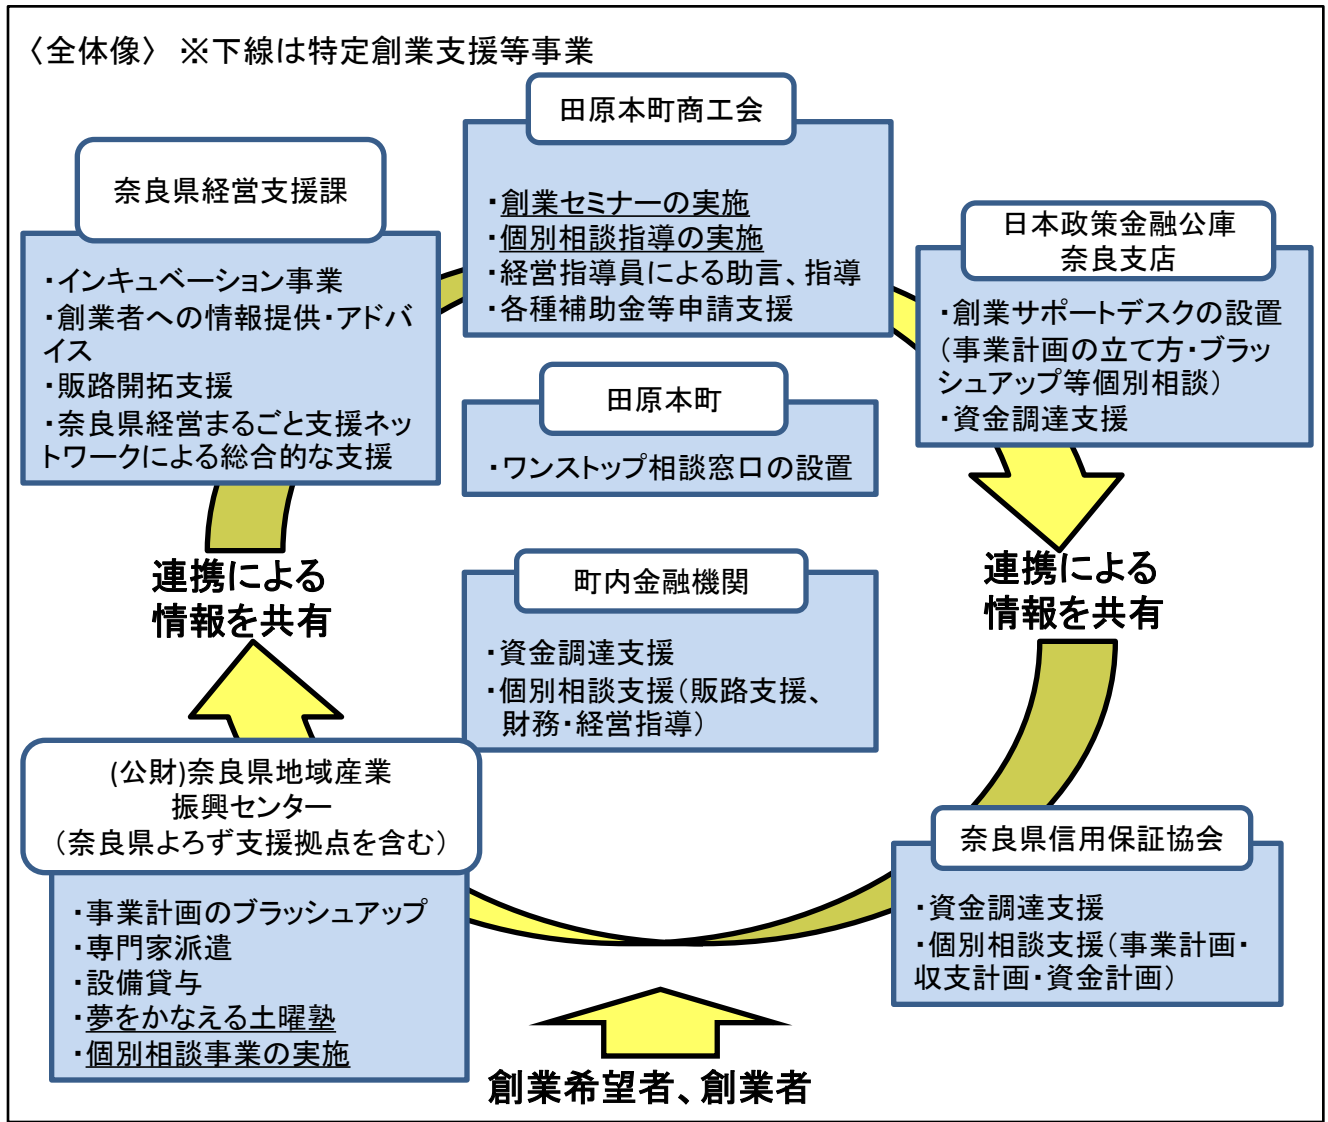 〈全体像〉 ※下線は特定創業支援等事業
田原本町商工会
・創業セミナーの実施
・個別相談指導の実施
・経営指導員による助言、指導
・各種補助金等申請支援
奈良県経営支援課
・インキュベーション事業
・創業者への情報提供・アドバ
イス
・販路開拓支援
・奈良県経営まるごと支援ネッ
トワークによる総合的な支援
日本政策金融公庫
奈良支店
・創業サポートデスクの設置
（事業計画の立て方・ブラッ
シュアップ等個別相談）
・資金調達支援
田原本町
・ワンストップ相談窓口の設置
連携による
情報を共有
連携による
情報を共有
町内金融機関
・資金調達支援
・個別相談支援（販路支援、
財務・経営指導）
(公財)奈良県地域産業
振興センター
（奈良県よろず支援拠点を含む）
・事業計画のブラッシュアップ
・専門家派遣
・設備貸与
・夢をかなえる土曜塾
・個別相談事業の実施
奈良県信用保証協会
・資金調達支援
・個別相談支援（事業計画・
収支計画・資金計画）
創業希望者、創業者